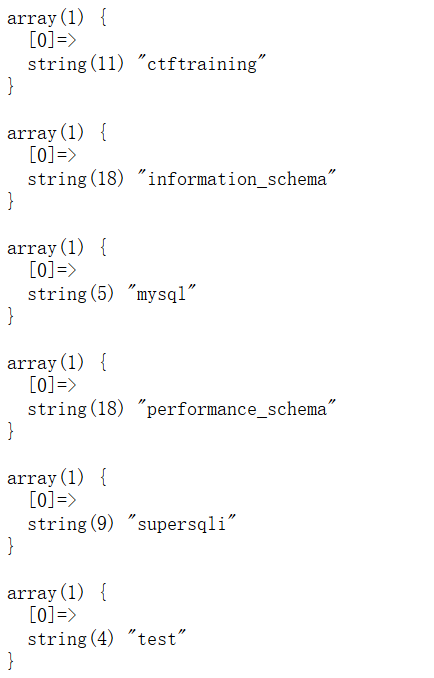 array(1) {
  [0]=>
  string(11) "ctftraining"
}
array(1) {
  [0]=>
  string(18) "information_schema"
}
array(1) {
  [0]=>
  string(5) "mysql"
}
array(1) {
  [0]=>
  string(18) "performance_schema"
}
array(1) {
  [0]=>
  string(9) "supersqli"
}
array(1) {
  [0]=>
  string(4) "test"
}